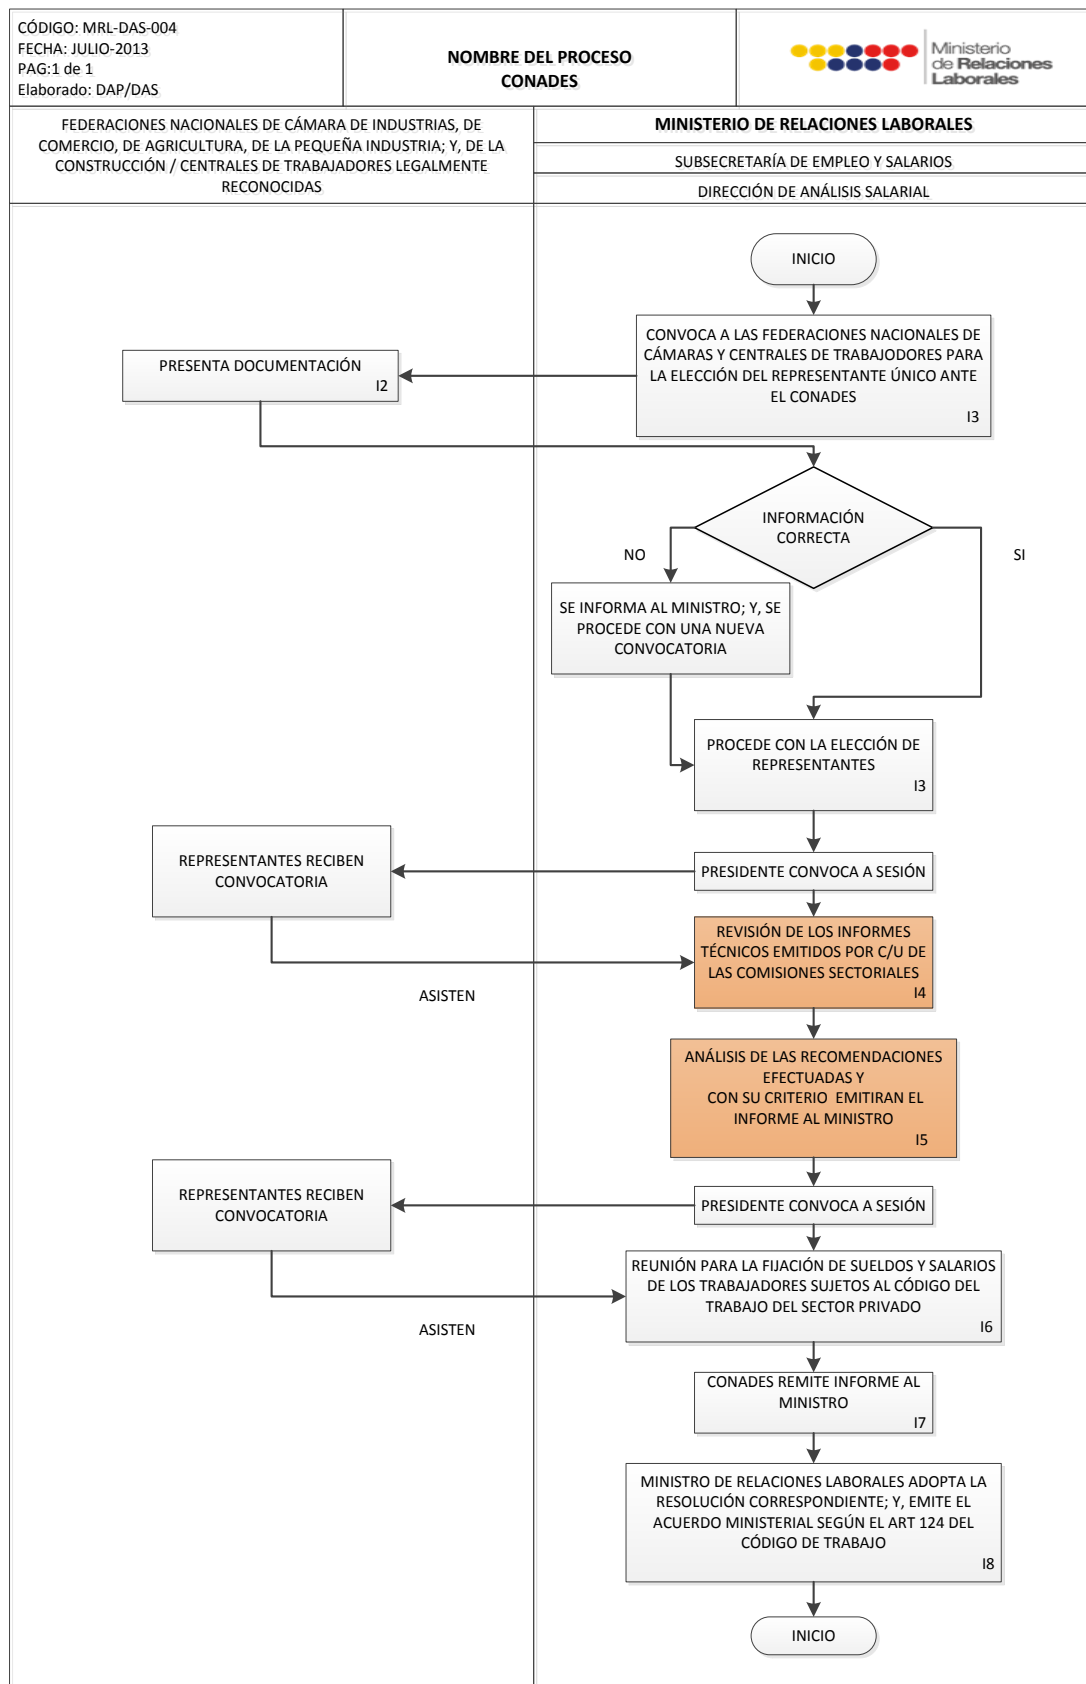 CÓDIGO: MRL-DAS-004
FECHA: JULIO-2013
PAG:1 de 1
Elaborado: DAP/DAS
NOMBRE DEL PROCESO
CONADES
Ministerio
de Relaciones
Laborales
FEDERACIONES NACIONALES DE CÁMARA DE INDUSTRIAS, DE
COMERCIO, DE AGRICULTURA, DE LA PEQUEÑA INDUSTRIA; Y, DE LA
CONSTRUCCIÓN / CENTRALES DE TRABAJADORES LEGALMENTE
RECONOCIDAS
MINISTERIO DE RELACIONES LABORALES
SUBSECRETARÍA DE EMPLEO Y SALARIOS
DIRECCIÓN DE ANÁLISIS SALARIAL
INICIO
CONVOCA A LAS FEDERACIONES NACIONALES DE
CÁMARAS Y CENTRALES DE TRABAJODORES PARA
LA ELECCIÓN DEL REPRESENTANTE ÚNICO ANTE
EL CONADES
I3
PRESENTA DOCUMENTACIÓN
I2
INFORMACIÓN
CORRECTA
NO
SI
SE INFORMA AL MINISTRO; Y, SE
PROCEDE CON UNA NUEVA
CONVOCATORIA
PROCEDE CON LA ELECCIÓN DE
REPRESENTANTES
I3
REPRESENTANTES RECIBEN
CONVOCATORIA
PRESIDENTE CONVOCA A SESIÓN
REVISIÓN DE LOS INFORMES
TÉCNICOS EMITIDOS POR C/U DE
LAS COMISIONES SECTORIALES
I4
ASISTEN
ANÁLISIS DE LAS RECOMENDACIONES
EFECTUADAS Y
CON SU CRITERIO EMITIRAN EL
INFORME AL MINISTRO
I5
REPRESENTANTES RECIBEN
CONVOCATORIA
PRESIDENTE CONVOCA A SESIÓN
REUNIÓN PARA LA FIJACIÓN DE SUELDOS Y SALARIOS
DE LOS TRABAJADORES SUJETOS AL CÓDIGO DEL
TRABAJO DEL SECTOR PRIVADO
I6
ASISTEN
CONADES REMITE INFORME AL
MINISTRO
I7
MINISTRO DE RELACIONES LABORALES ADOPTA LA
RESOLUCIÓN CORRESPONDIENTE; Y, EMITE EL
ACUERDO MINISTERIAL SEGÚN EL ART 124 DEL
CÓDIGO DE TRABAJO
I8
INICIO